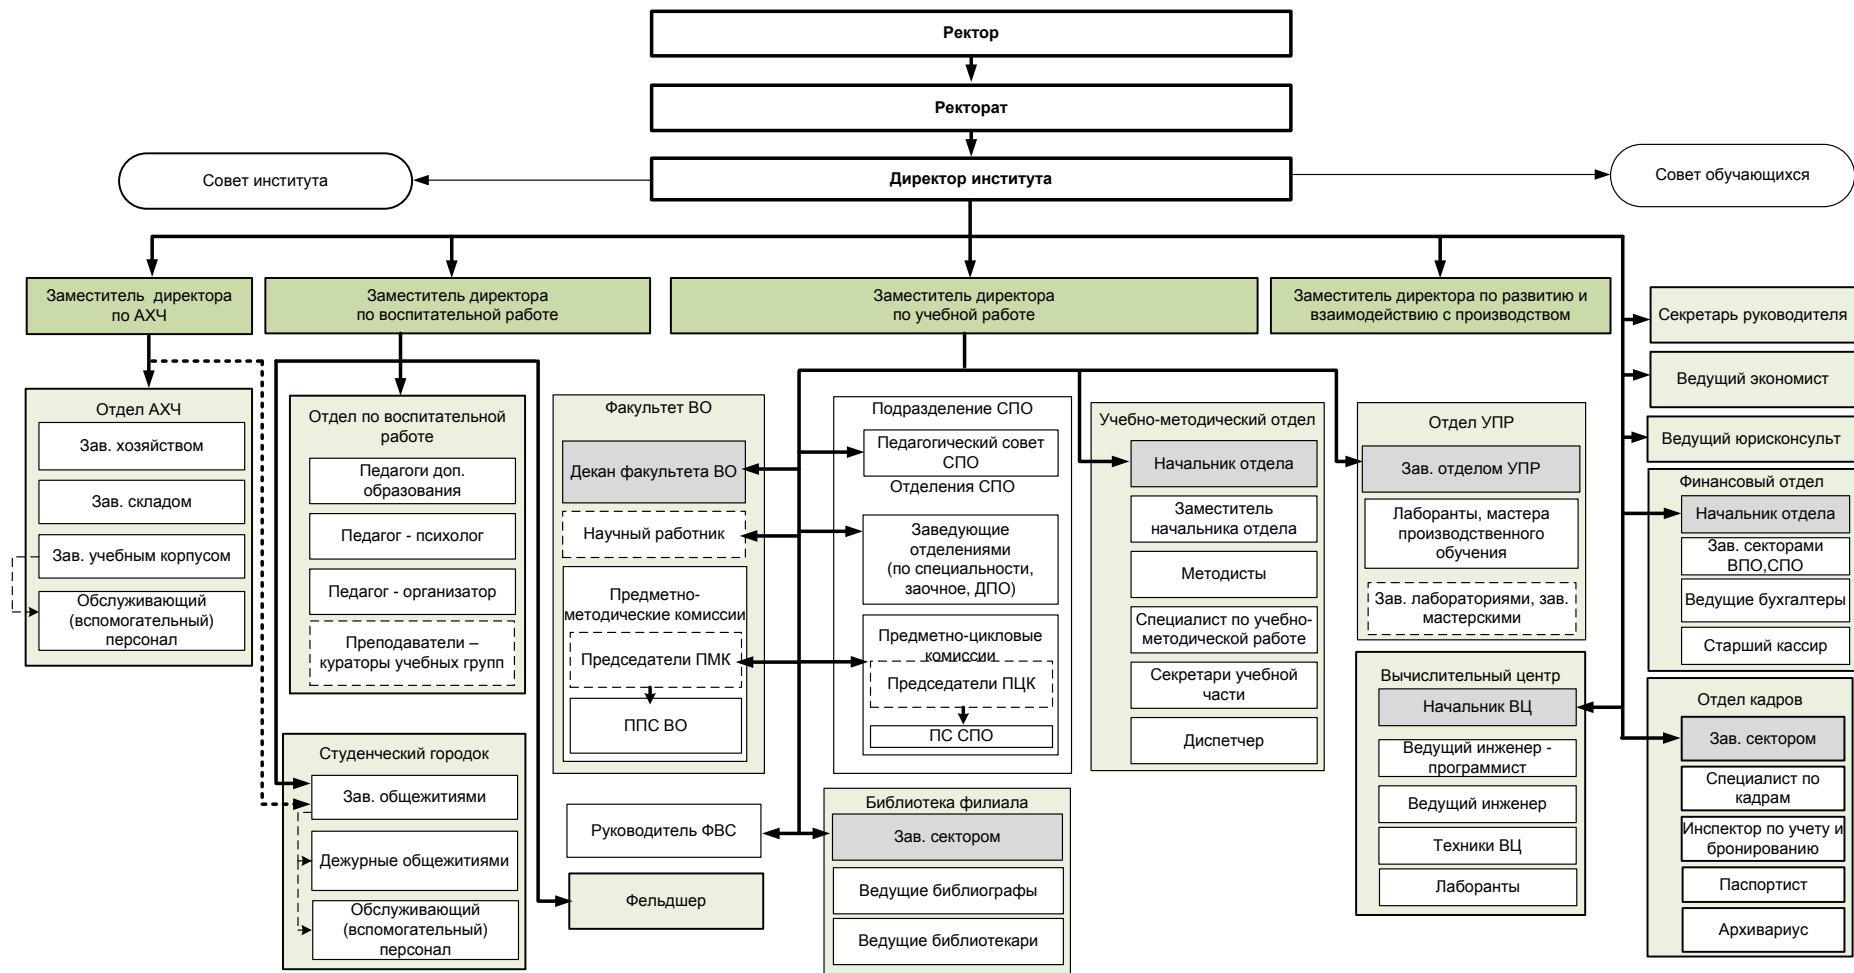 Ректор
Ректорат
Директор института
Совет института
Совет обучающихся
Заместитель директора
по АХЧ
Заместитель директора
по воспитательной работе
Заместитель директора
по учебной работе
Заместитель директора по развитию и
взаимодействию с производством
Секретарь руководителя
Ведущий экономист
Ведущий юрисконсульт
Отдел АХЧ
Зав. хозяйством
Зав. складом
Зав. учебным корпусом
Обслуживающий
(вспомогательный)
персонал
Отдел по воспитательной
работе
Педагоги доп.
образования
Педагог - психолог
Педагог - организатор
Преподаватели –
кураторы учебных групп
Студенческий городок
Зав. общежитиями
Дежурные общежитиями
Обслуживающий
(вспомогательный)
персонал
Факультет ВО
Декан факультета ВО
Научный работник
Предметно-
методические комиссии
Председатели ПМК
ППС ВО
Руководитель ФВС
Фельдшер
Подразделение СПО
Педагогический совет
СПО
Отделения СПО
Заведующие
отделениями
(по специальности,
заочное, ДПО)
Предметно-цикловые
комиссии
Председатели ПЦК
ПС СПО
Библиотека филиала
Зав. сектором
Ведущие библиографы
Ведущие библиотекари
Учебно-методический отдел
Начальник отдела
Заместитель
начальника отдела
Методисты
Специалист по учебно-
методической работе
Секретари учебной
части
Диспетчер
Отдел УПР
Зав. отделом УПР
Лаборанты, мастера
производственного
обучения
Зав. лабораториями, зав.
мастерскими
Вычислительный центр
Начальник ВЦ
Ведущий инженер -
программист
Ведущий инженер
Техники ВЦ
Лаборанты
Финансовый отдел
Начальник отдела
Зав. секторами
ВПО,СПО
Ведущие бухгалтеры
Старший кассир
Отдел кадров
Зав. сектором
Специалист по
кадрам
Инспектор по учету и
бронированию
Паспортист
Архивариус